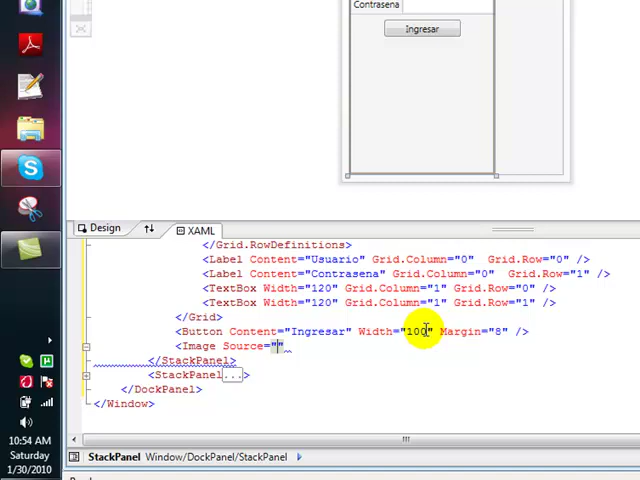 Contrasena
Ingresar
Design
XAML
</Grid.RowDefinitions>
<Label Content="Usuario" Grid.Column="0" Grid.Row="0" />
<Label Content="Contrasena" Grid.Column="0" Grid.Row="1" />
<TextBox Width="120" Grid.Column="1" Grid.Row="0" />
<TextBox Width="120" Grid.Column="1" Grid.Row="1" />
</Grid>
<Button Content="Ingresar" Width="100" Margin="8" />
<Image Source=""
</StackPanel>
<StackPanel...>
</DockPanel>
</Window>
StackPanel Window/DockPanel/StackPanel
10:54 AM
Saturday
1/30/2010